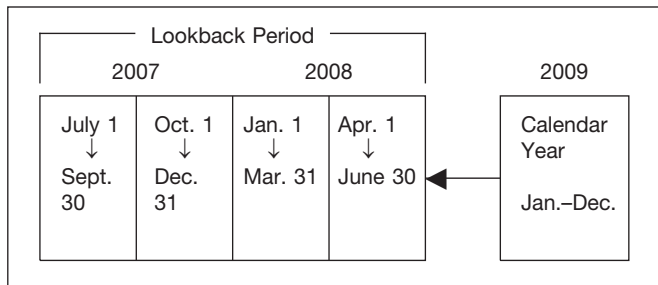 Lookback Period
2007 2008 2009
July 1 Oct. 1 Jan. 1 Apr. 1 Calendar
↓ ↓ ↓ ↓ Year
Sept. Dec. Mar. 31 June 30
30 31 Jan.–Dec.